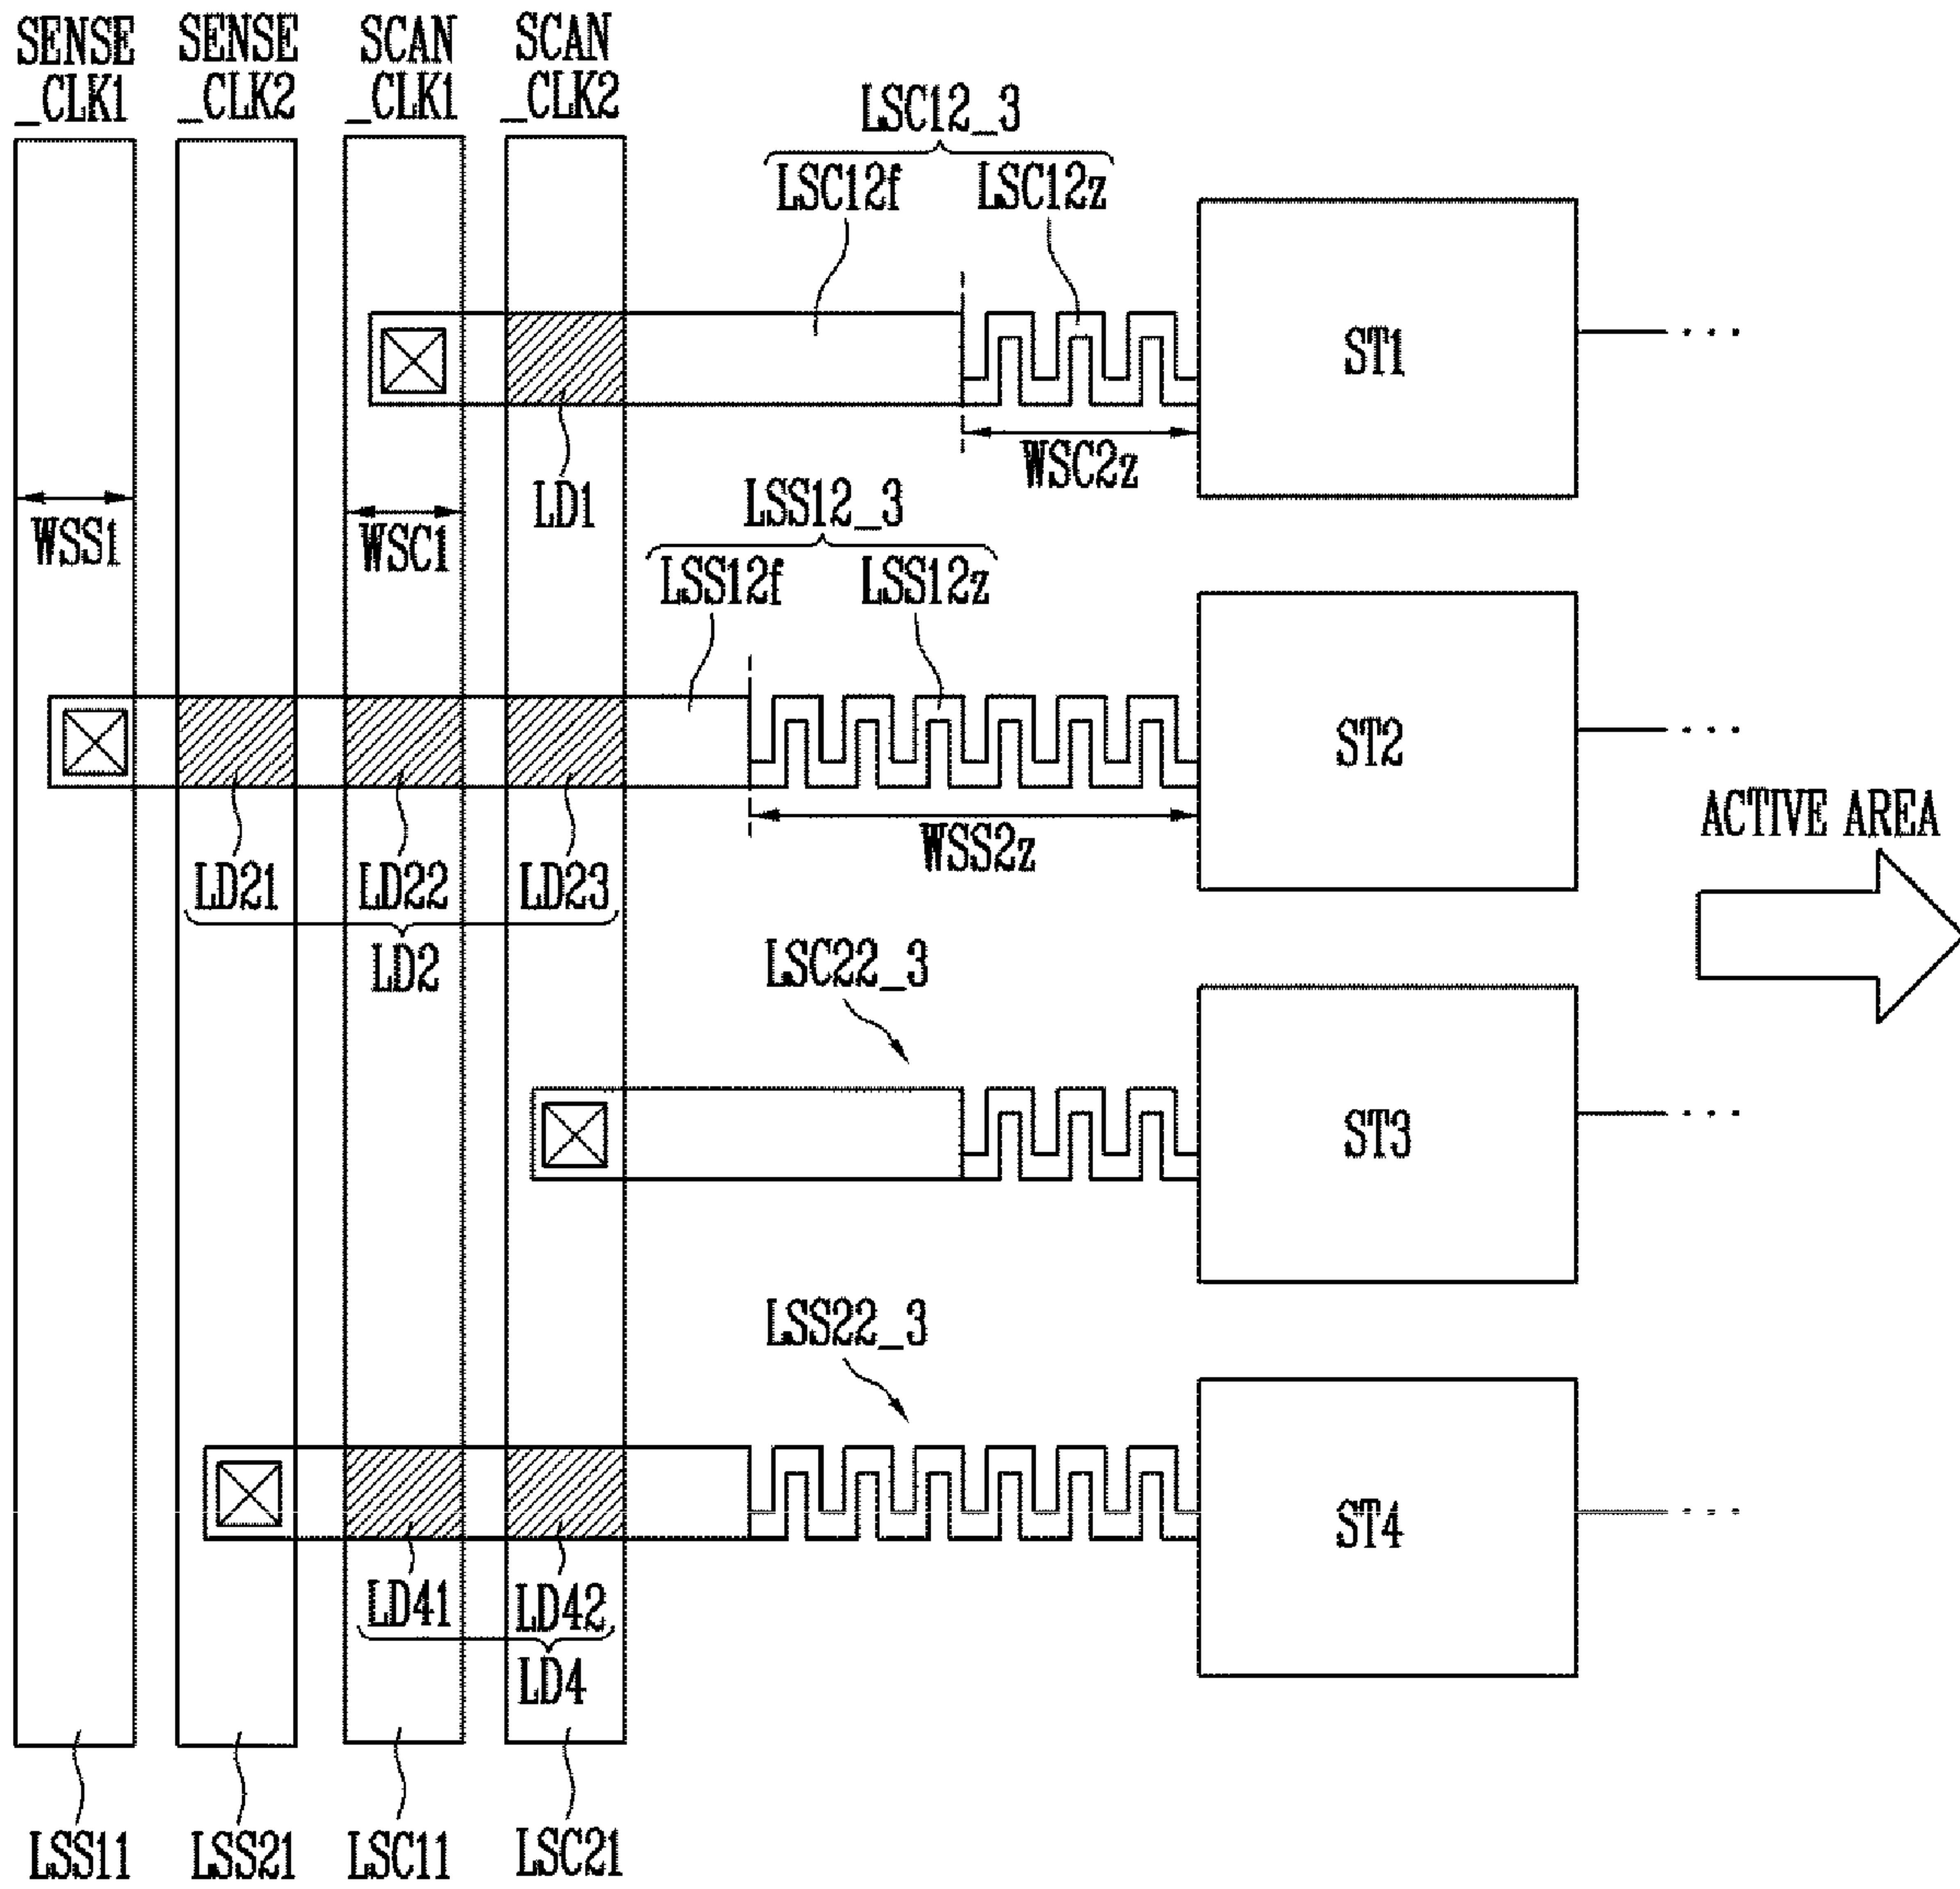 SENSE
_CLK1
SENSE
_CLK2
SCAN
_CLK1
SCAN
_CLK2
LSC12_3
LSC12f
LSC12z
ST1
. . .
WSC2z
LD1
WSS1
WSC1
LSS12_3
LSS12f
LSS12z
ST2
. . .
WSS2z
ACTIVE AREA
LD21
LD22
LD23
LD2
LSC22_3
ST3
. . .
LSS22_3
ST4
. . .
LD41
LD42
LD4
LSS11
LSS21
LSC11
LSC21